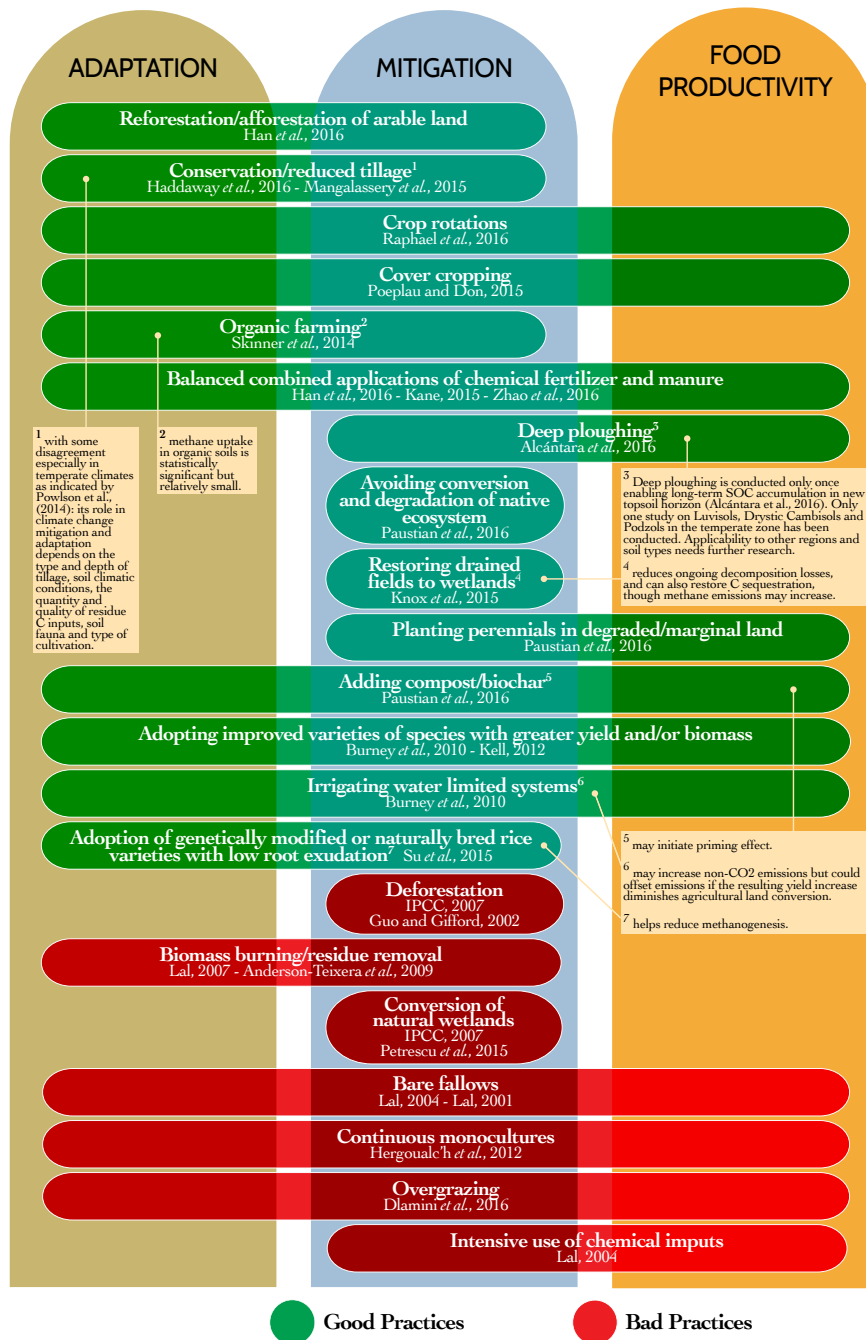 ADAPTATION
MITIGATION
FOOD
PRODUCTIVITY
Reforestation/afforestation of arable land
Han et al., 2016
Conservation/reduced tillage1
Haddaway et al., 2016 - Mangalassery et al., 2015
Crop rotations
Raphael et al., 2016
Cover cropping
Poeplau and Don, 2015
Organic farming2
Skinner et al., 2014
Balanced combined applications of chemical fertilizer and manure
Han et al., 2016 - Kane, 2015 - Zhao et al., 2016
1 with some
disagreement
especially in
temperate climates
as indicated by
Powlson et al.,
(2014): its role in
climate change
mitigation and
adaptation
depends on the
type and depth of
tillage, soil climatic
conditions, the
quantity and
quality of residue
C inputs, soil
fauna and type of
cultivation.
2 methane uptake
in organic soils is
statistically
significant but
relatively small.
Deep ploughing3
Alcántara et al., 2016
Avoiding conversion
and degradation of native
ecosystem
Paustian et al., 2016
3 Deep ploughing is conducted only once
enabling long-term SOC accumulation in new
topsoil horizon (Alcántara et al., 2016). Only
one study on Luvisols, Drystic Cambisols and
Podzols in the temperate zone has been
conducted. Applicability to other regions and
soil types needs further research.
4 reduces ongoing decomposition losses,
and can also restore C sequestration,
though methane emissions may increase.
Restoring drained
fields to wetlands4
Knox et al., 2015
Planting perennials in degraded/marginal land
Paustian et al., 2016
Adding compost/biochar5
Paustian et al., 2016
Adopting improved varieties of species with greater yield and/or biomass
Burney et al., 2010 - Kell, 2012
Irrigating water limited systems6
Burney et al., 2010
Adoption of genetically modified or naturally bred rice
varieties with low root exudation7 Su et al., 2015
5 may initiate priming effect.
6 may increase non-CO2 emissions but could
offset emissions if the resulting yield increase
diminishes agricultural land conversion.
7 helps reduce methanogenesis.
Deforestation
IPCC, 2007
Guo and Gifford, 2002
Biomass burning/residue removal
Lal, 2007 - Anderson-Teixera et al., 2009
Conversion of
natural wetlands
IPCC, 2007
Petrescu et al., 2015
Bare fallows
Lal, 2004 - Lal, 2001
Continuous monocultures
Hergoualc'h et al., 2012
Overgrazing
Dlamini et al., 2016
Intensive use of chemical imputs
Lal, 2004
Good Practices
Bad Practices